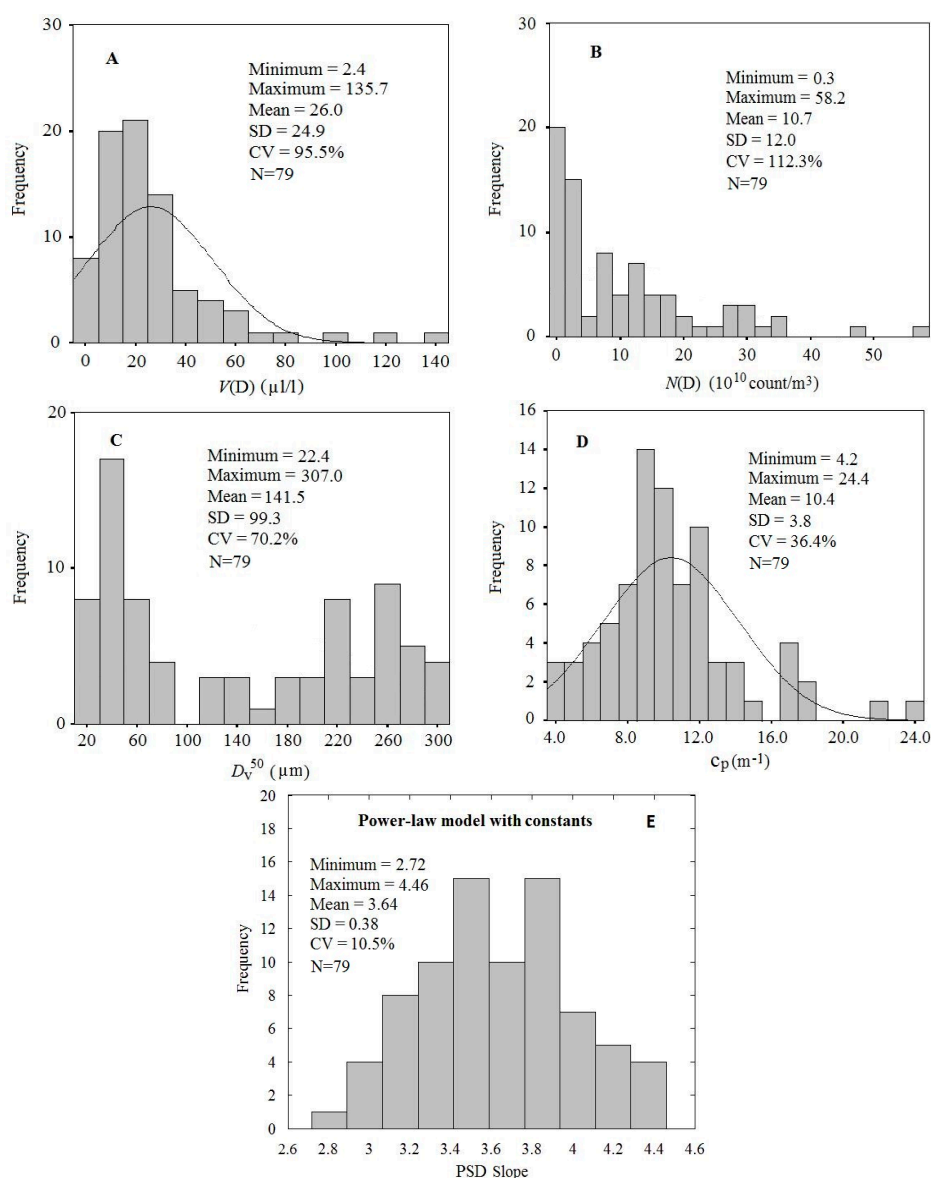 A
Minimum = 2.4
Maximum = 135.7
Mean = 26.0
SD = 24.9
CV = 95.5%
N=79
Frequency
30
20
10
0
0 20 40 60 80 100 120 140
V(D) (µl/l)
B
Minimum = 0.3
Maximum = 58.2
Mean = 10.7
SD = 12.0
CV = 112.3%
N=79
Frequency
30
20
10
0
0 10 20 30 40 50
N(D) (10¹⁰ count/m³)
C
Minimum = 22.4
Maximum = 307.0
Mean = 141.5
SD = 99.3
CV = 70.2%
N=79
Frequency
20
10
0
20 60 100 140 180 220 260 300
Dᵥ⁵⁰ (µm)
D
Minimum = 4.2
Maximum = 24.4
Mean = 10.4
SD = 3.8
CV = 36.4%
N=79
Frequency
16
14
12
10
8
6
4
2
0
4.0 8.0 12.0 16.0 20.0 24.0
cₚ(m⁻¹)
Power-law model with constants E
Minimum = 2.72
Maximum = 4.46
Mean = 3.64
SD = 0.38
CV = 10.5%
N=79
Frequency
20
18
16
14
12
10
8
6
4
2
0
2.6 2.8 3 3.2 3.4 3.6 3.8 4 4.2 4.4 4.6
PSD Slope